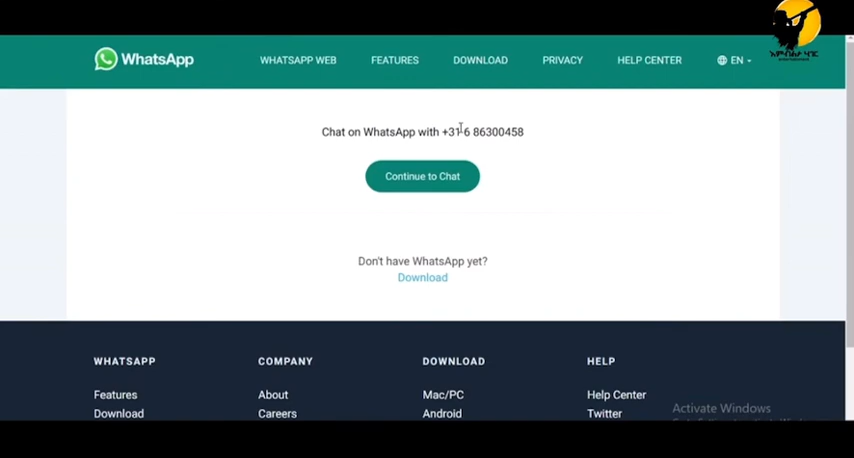 WhatsApp
WHATSAPP WEB
FEATURES
DOWNLOAD
PRIVACY
HELP CENTER
EN
Chat on WhatsApp with +31 6 86300458
Continue to Chat
Don't have WhatsApp yet?
Download
WHATSAPP
COMPANY
DOWNLOAD
HELP
Features
About
Mac/PC
Help Center
Download
Careers
Android
Twitter
Activate Windows